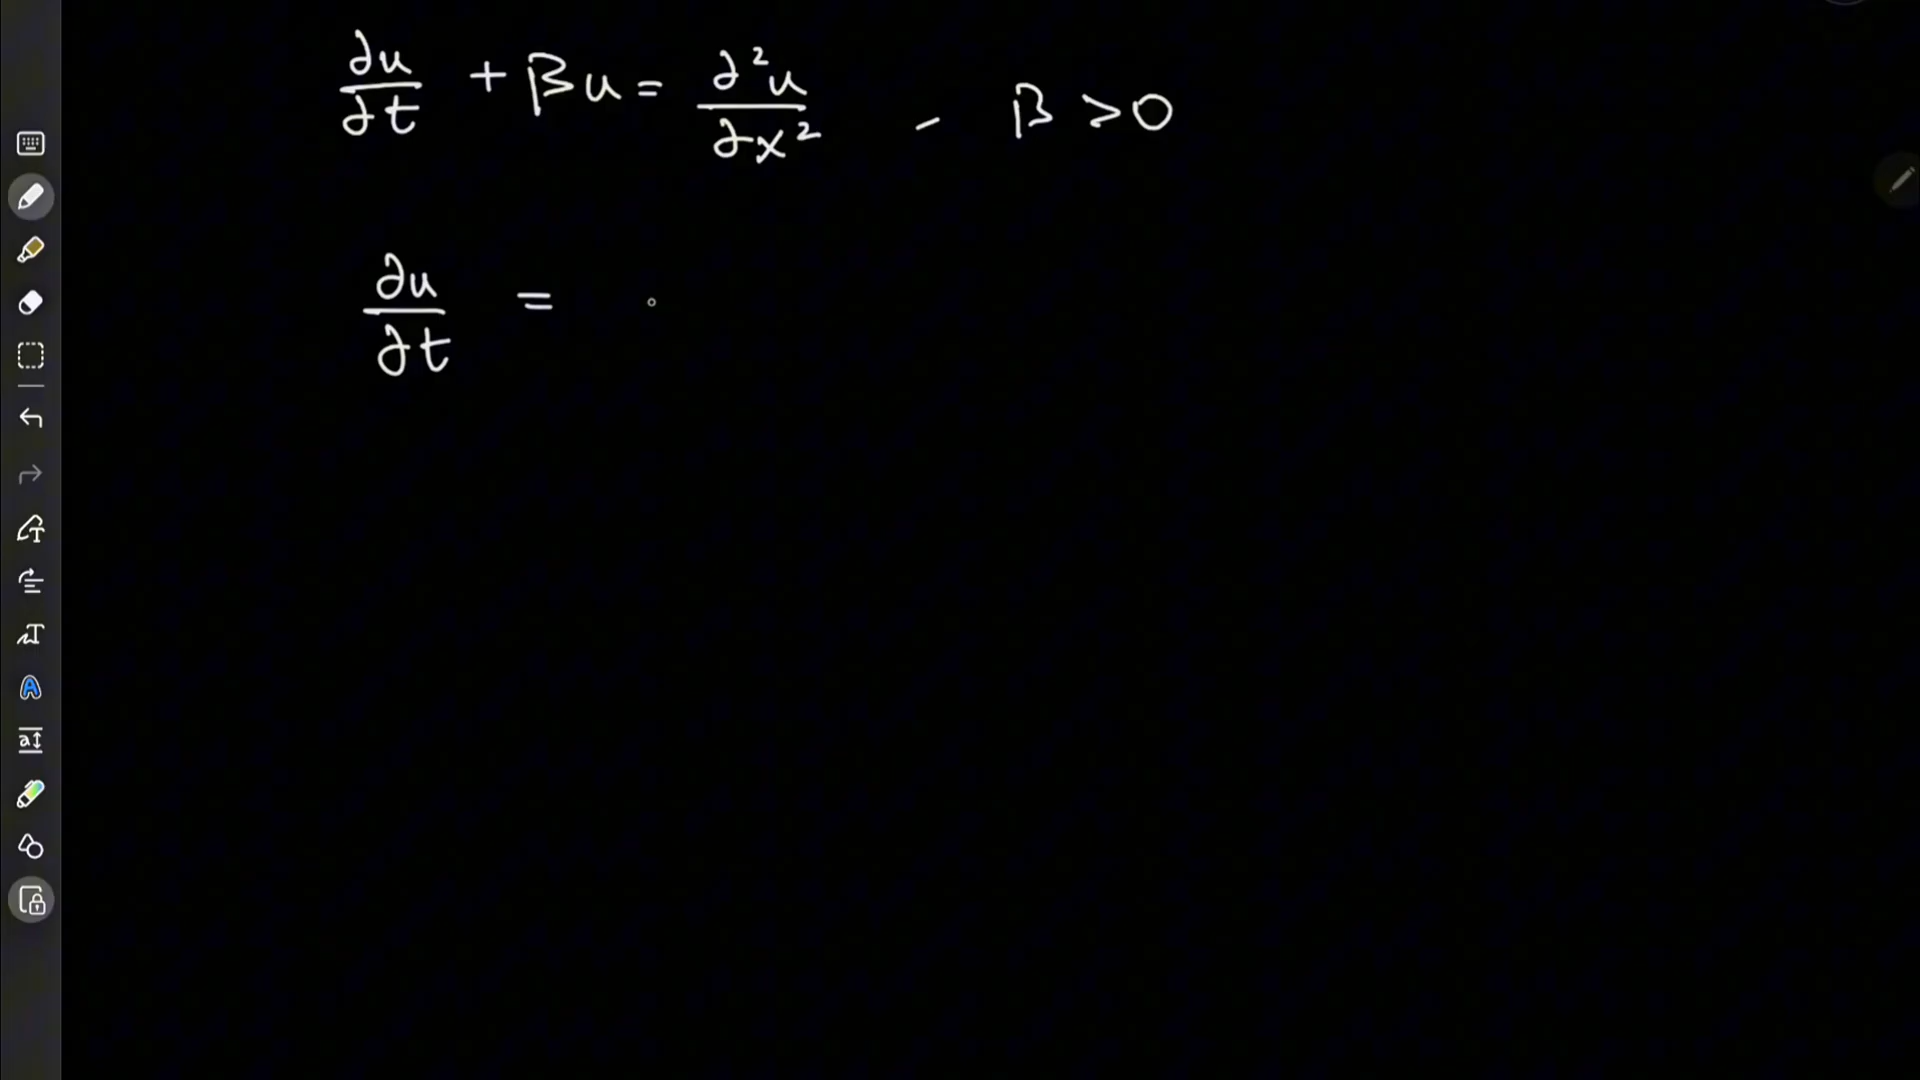 ∂u/∂t + βu = ∂²u/∂x² - β > 0
∂u/∂t =